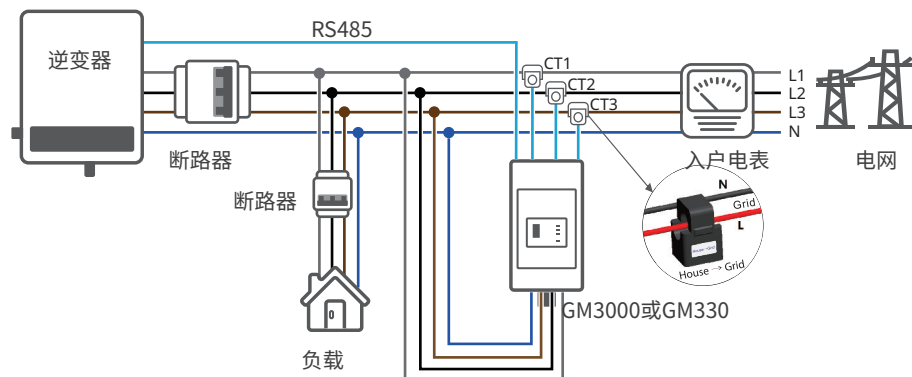 RS485
逆变器
CT1
CT2
CT3
L1
L2
L3
N
断路器
入户电表
电网
断路器
N
Grid
L
House → Grid
GM3000或GM330
负载